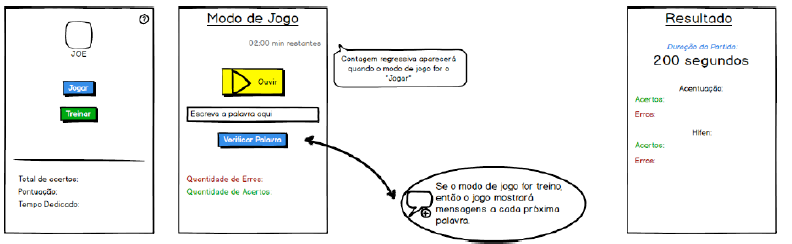 ?
JOE
Jogar
Treinar
Total de acertos:
Pontuação:
Tempo Dedicado:
Modo de Jogo
02:00 min restantes
Ouvir
Escreva a palavra aqui
Verificar Palavra
Quantidade de Erros:
Quantidade de Acertos:
Contagem regressiva aparecerá
quando o modo de jogo for o
"Jogar"
Se o modo de jogo for treino,
então o jogo mostrará
mensagens a cada próxima
palavra.
Resultado
Duração da Partida:
200 segundos
Acentuação:
Acertos:
Erros:
Hífen:
Acertos:
Erros: